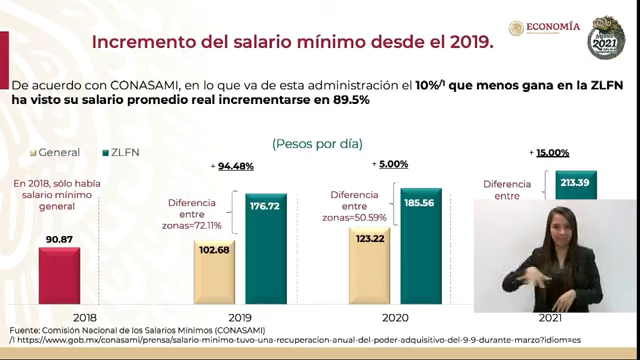 ECONOMÍA
México
2021
Incremento del salario mínimo desde el 2019.
De acuerdo con CONASAMI, en lo que va de esta administración el 10%/1 que menos gana en la ZLFN
ha visto su salario promedio real incrementarse en 89.5%
(Pesos por día)
General ZLFN
+ 94.48%
+ 5.00%
+ 15.00%
En 2018, sólo había
salario mínimo
general
90.87
Diferencia
entre
zonas=72.11%
102.68
176.72
Diferencia
entre
zonas=50.59%
123.22
185.56
Diferencia
entre
213.39
2018
2019
2020
2021
Fuente: Comisión Nacional de los Salarios Mínimos (CONASAMI)
/1 https://www.gob.mx/conasami/prensa/salario-minimo-tuvo-una-recuperacion-anual-del-poder-adquisitivo-del-9-9-durante-marzo?idiom=es